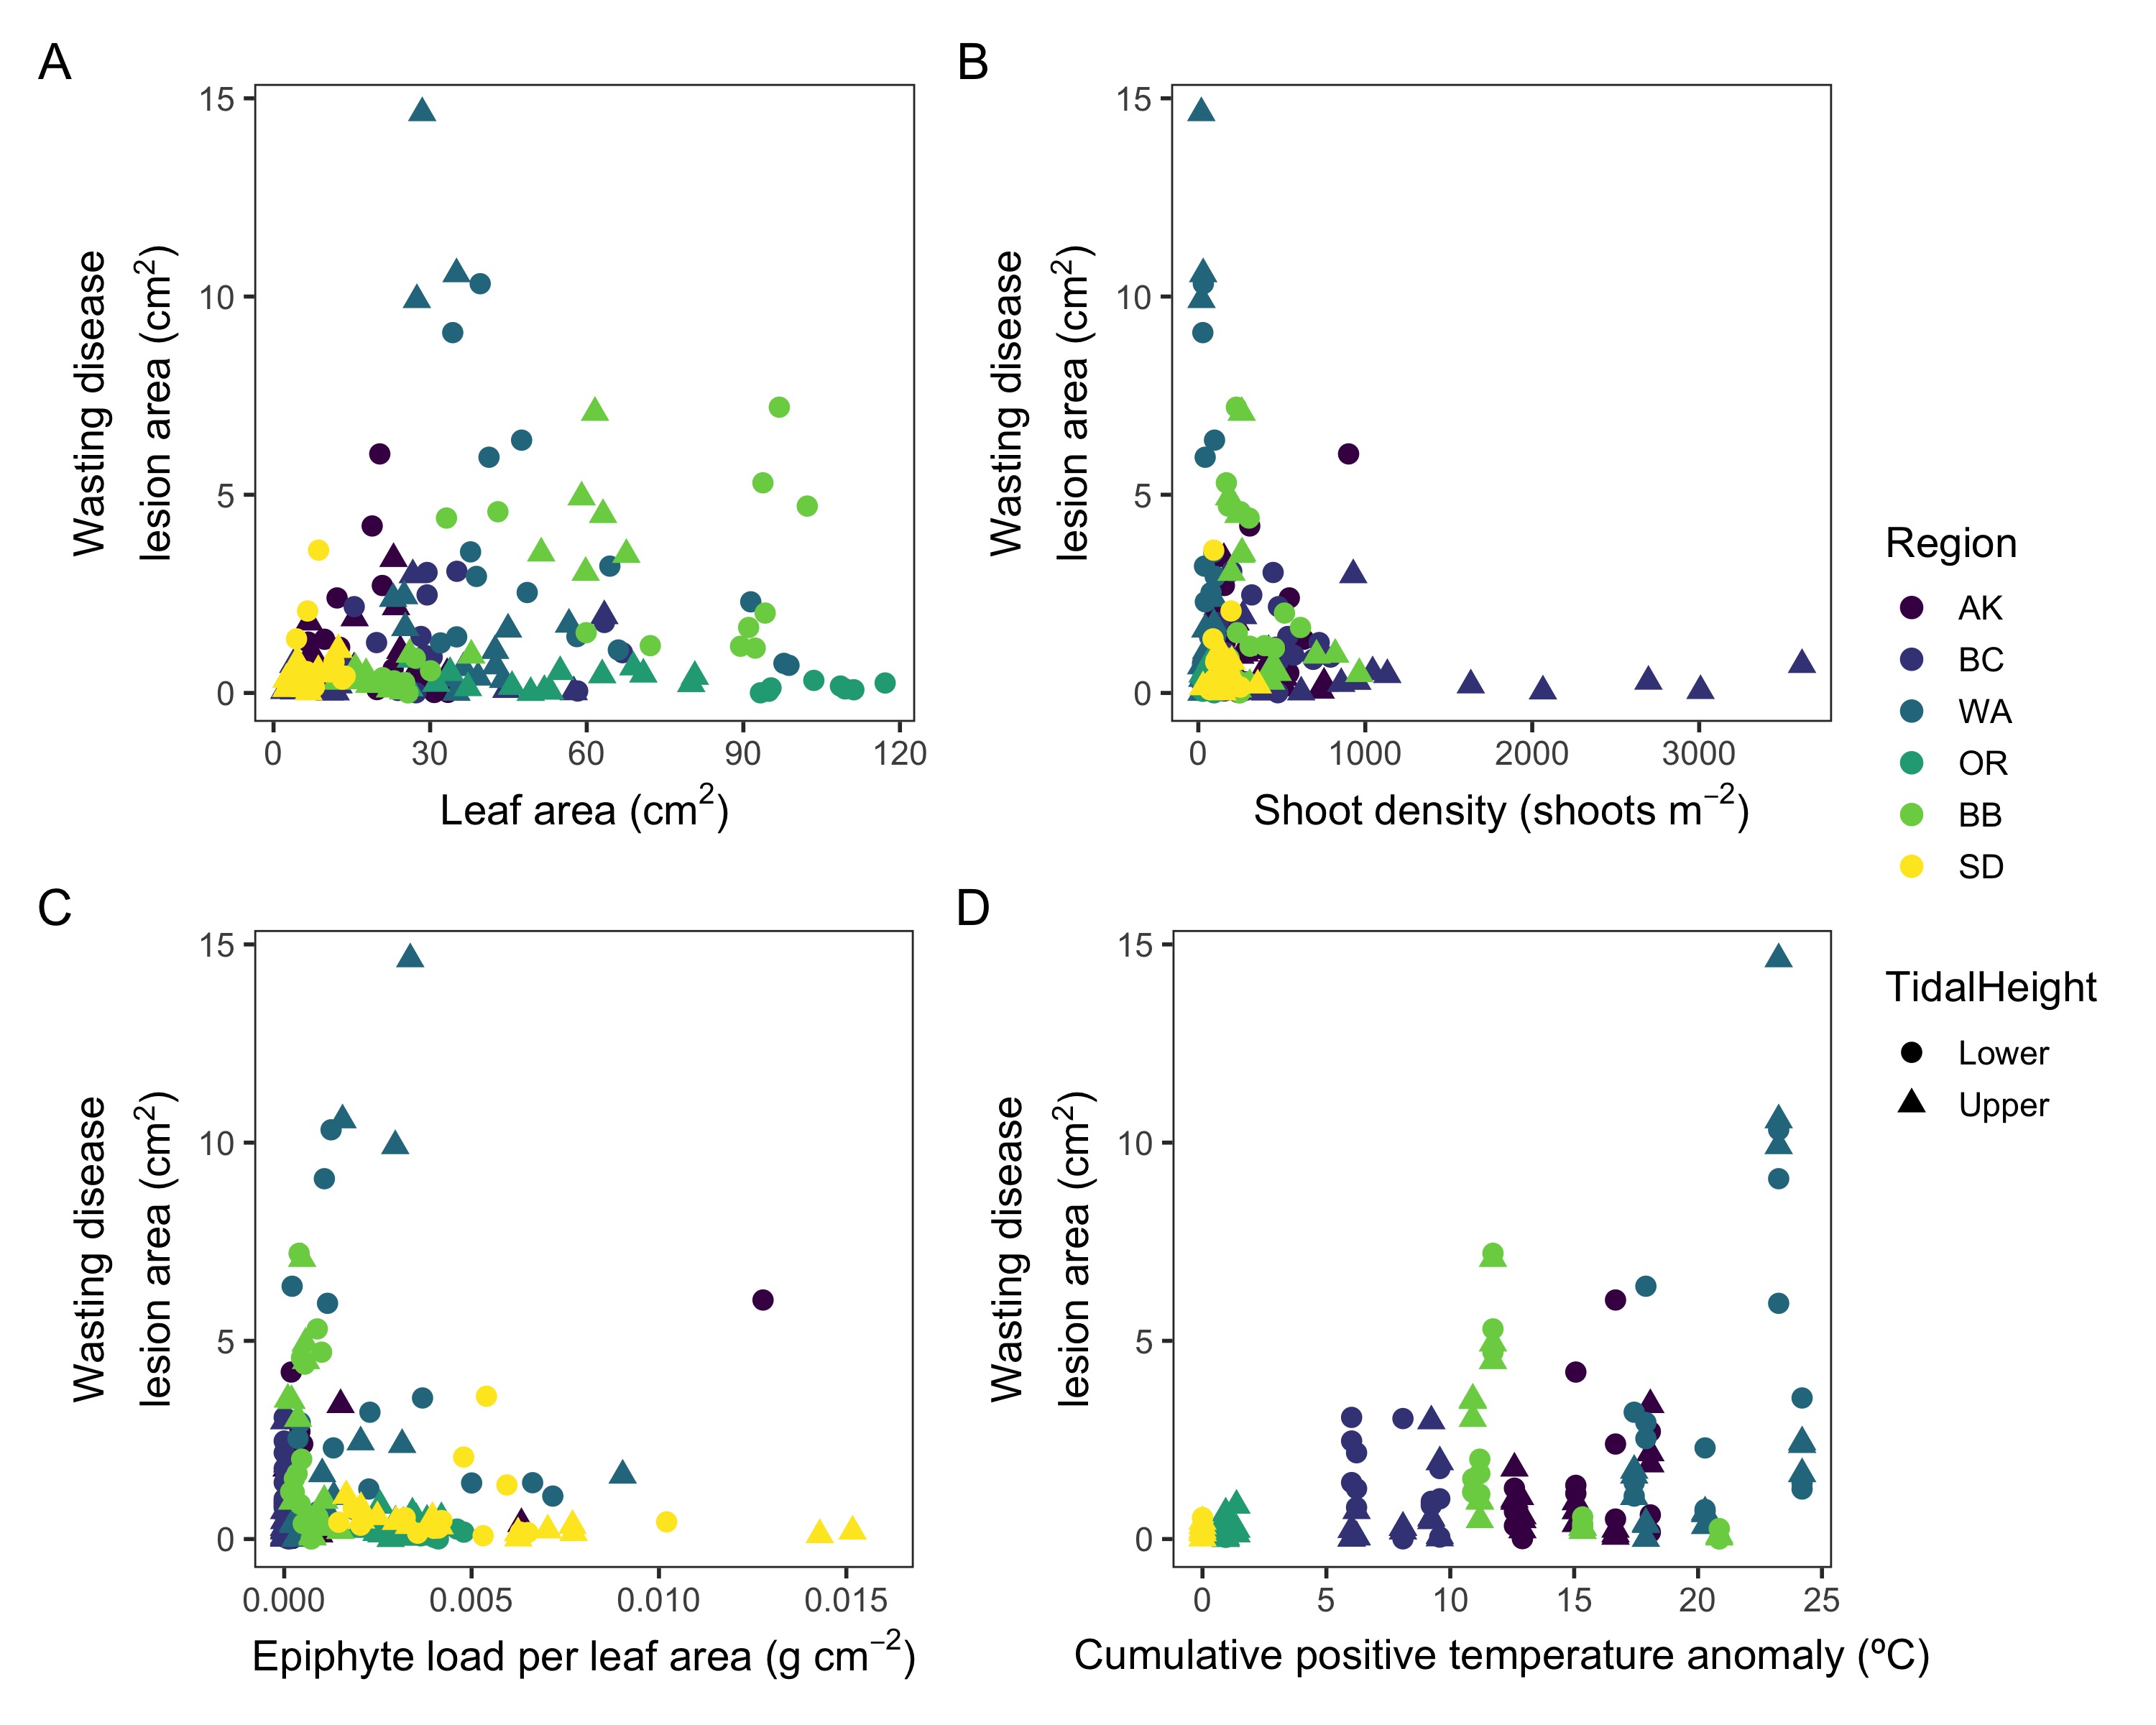 A
B
15
10
5
0
Wasting disease
lesion area (cm²)
0 30 60 90 120
Leaf area (cm²)
15
10
5
0
Wasting disease
lesion area (cm²)
0 1000 2000 3000
Shoot density (shoots m⁻²)
Region
AK
BC
WA
OR
BB
SD
TidalHeight
Lower
Upper
C
D
15
10
5
0
Wasting disease
lesion area (cm²)
0.000 0.005 0.010 0.015
Epiphyte load per leaf area (g cm⁻²)
15
10
5
0
Wasting disease
lesion area (cm²)
0 5 10 15 20 25
Cumulative positive temperature anomaly (ºC)